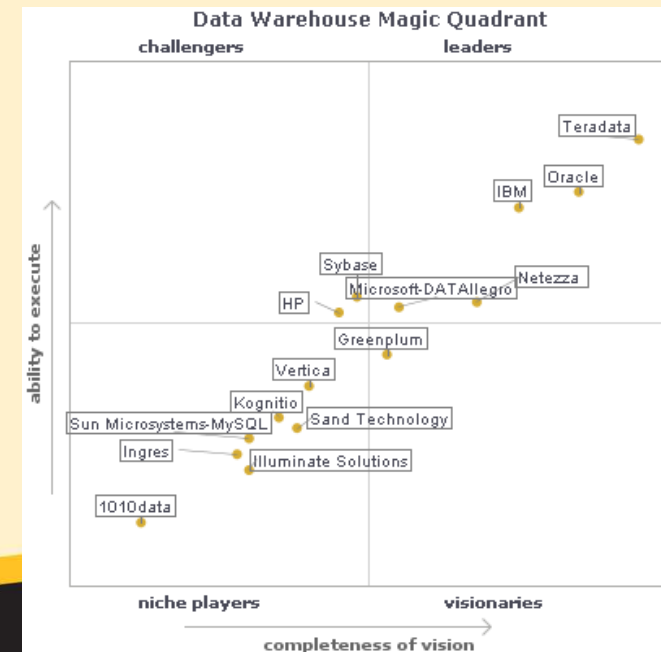 Data Warehouse Magic Quadrant
challengers
leaders
Teradata
Oracle
IBM
Sybase
Microsoft-DATAllegro
Netezza
HP
Greenplum
Vertica
Kognitio
Sun Microsystems-MySQL
Sand Technology
Ingres
Illuminate Solutions
1010data
ability to execute
niche players
visionaries
completeness of vision